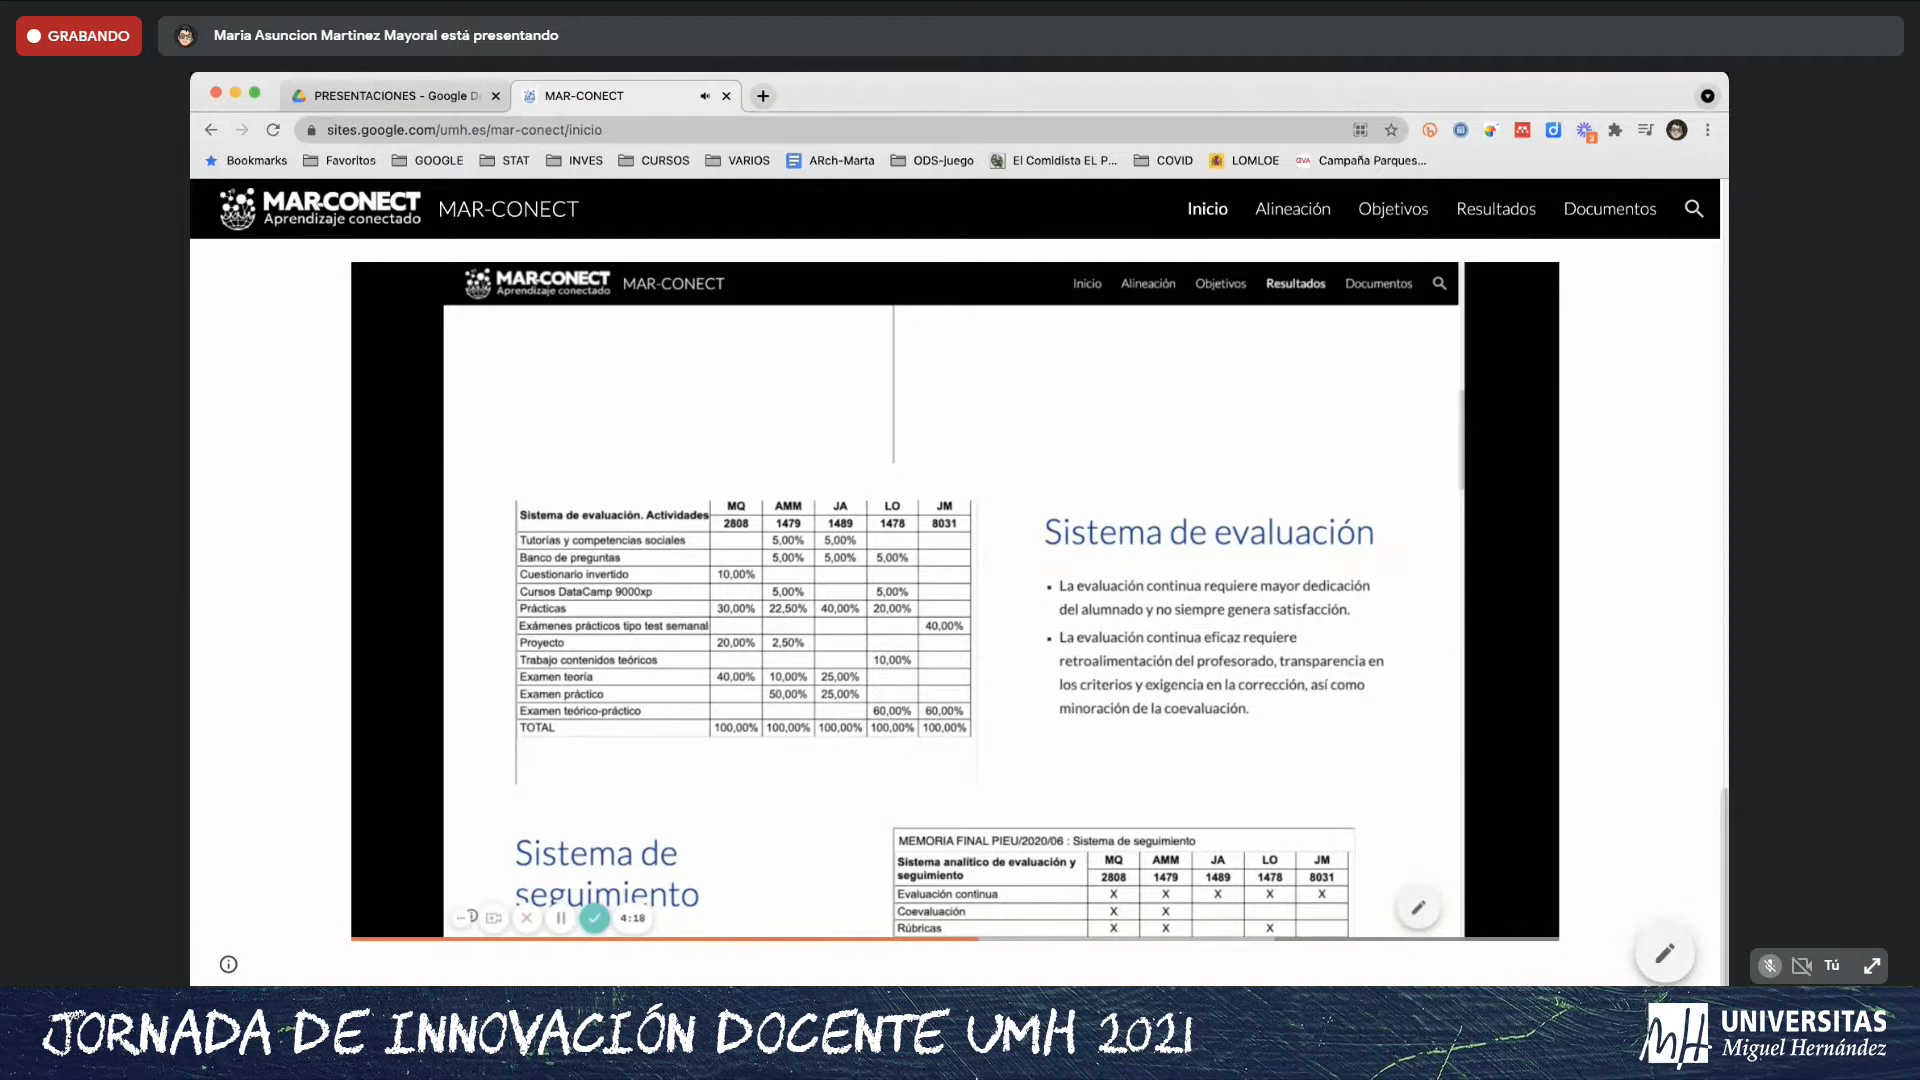 GRABANDO
Maria Asuncion Martinez Mayoral está presentando
PRESENTACIONES - Google D
MAR-CONECT
sites.google.com/umh.es/mar-conect/inicio
Bookmarks Favoritos GOOGLE STAT INVES CURSOS VARIOS ARch-Marta ODS-juego El Comidista EL P... COVID LOMLOE GVA Campaña Parques...
MAR-CONECT
Aprendizaje conectado
MAR-CONECT
Inicio Alineación Objetivos Resultados Documentos
MAR-CONECT
Aprendizaje conectado
MAR-CONECT
Inicio Alineación Objetivos Resultados Documentos
Sistema de evaluación. Actividades MQ AMM JA LO JM
2808 1479 1489 1478 8031
Tutorías y competencias sociales 5,00% 5,00%
Banco de preguntas 5,00% 5,00% 5,00%
Cuestionario invertido 10,00%
Cursos DataCamp 9000xp 5,00% 5,00%
Prácticas 30,00% 22,50% 40,00% 20,00%
Exámenes prácticos tipo test semanal 40,00%
Proyecto 20,00% 2,50%
Trabajo contenidos teóricos 10,00%
Examen teoría 40,00% 10,00% 25,00%
Examen práctico 50,00% 25,00%
Examen teórico-práctico 60,00% 60,00%
TOTAL 100,00% 100,00% 100,00% 100,00% 100,00%
Sistema de evaluación
La evaluación continua requiere mayor dedicación
del alumnado y no siempre genera satisfacción.
La evaluación continua eficaz requiere
retroalimentación del profesorado, transparencia en
los criterios y exigencia en la corrección, así como
minoración de la coevaluación.
Sistema de
seguimiento
4:18
MEMORIA FINAL PIEU/2020/06 : Sistema de seguimiento
Sistema analítico de evaluación y
seguimiento
MQ AMM JA LO JM
2808 1479 1489 1478 8031
Evaluación continua X X X X X
Coevaluación X X
Rúbricas X X X
Tú
JORNADA DE INNOVACIÓN DOCENTE UMH 2021
UNIVERSITAS
Miguel Hernández